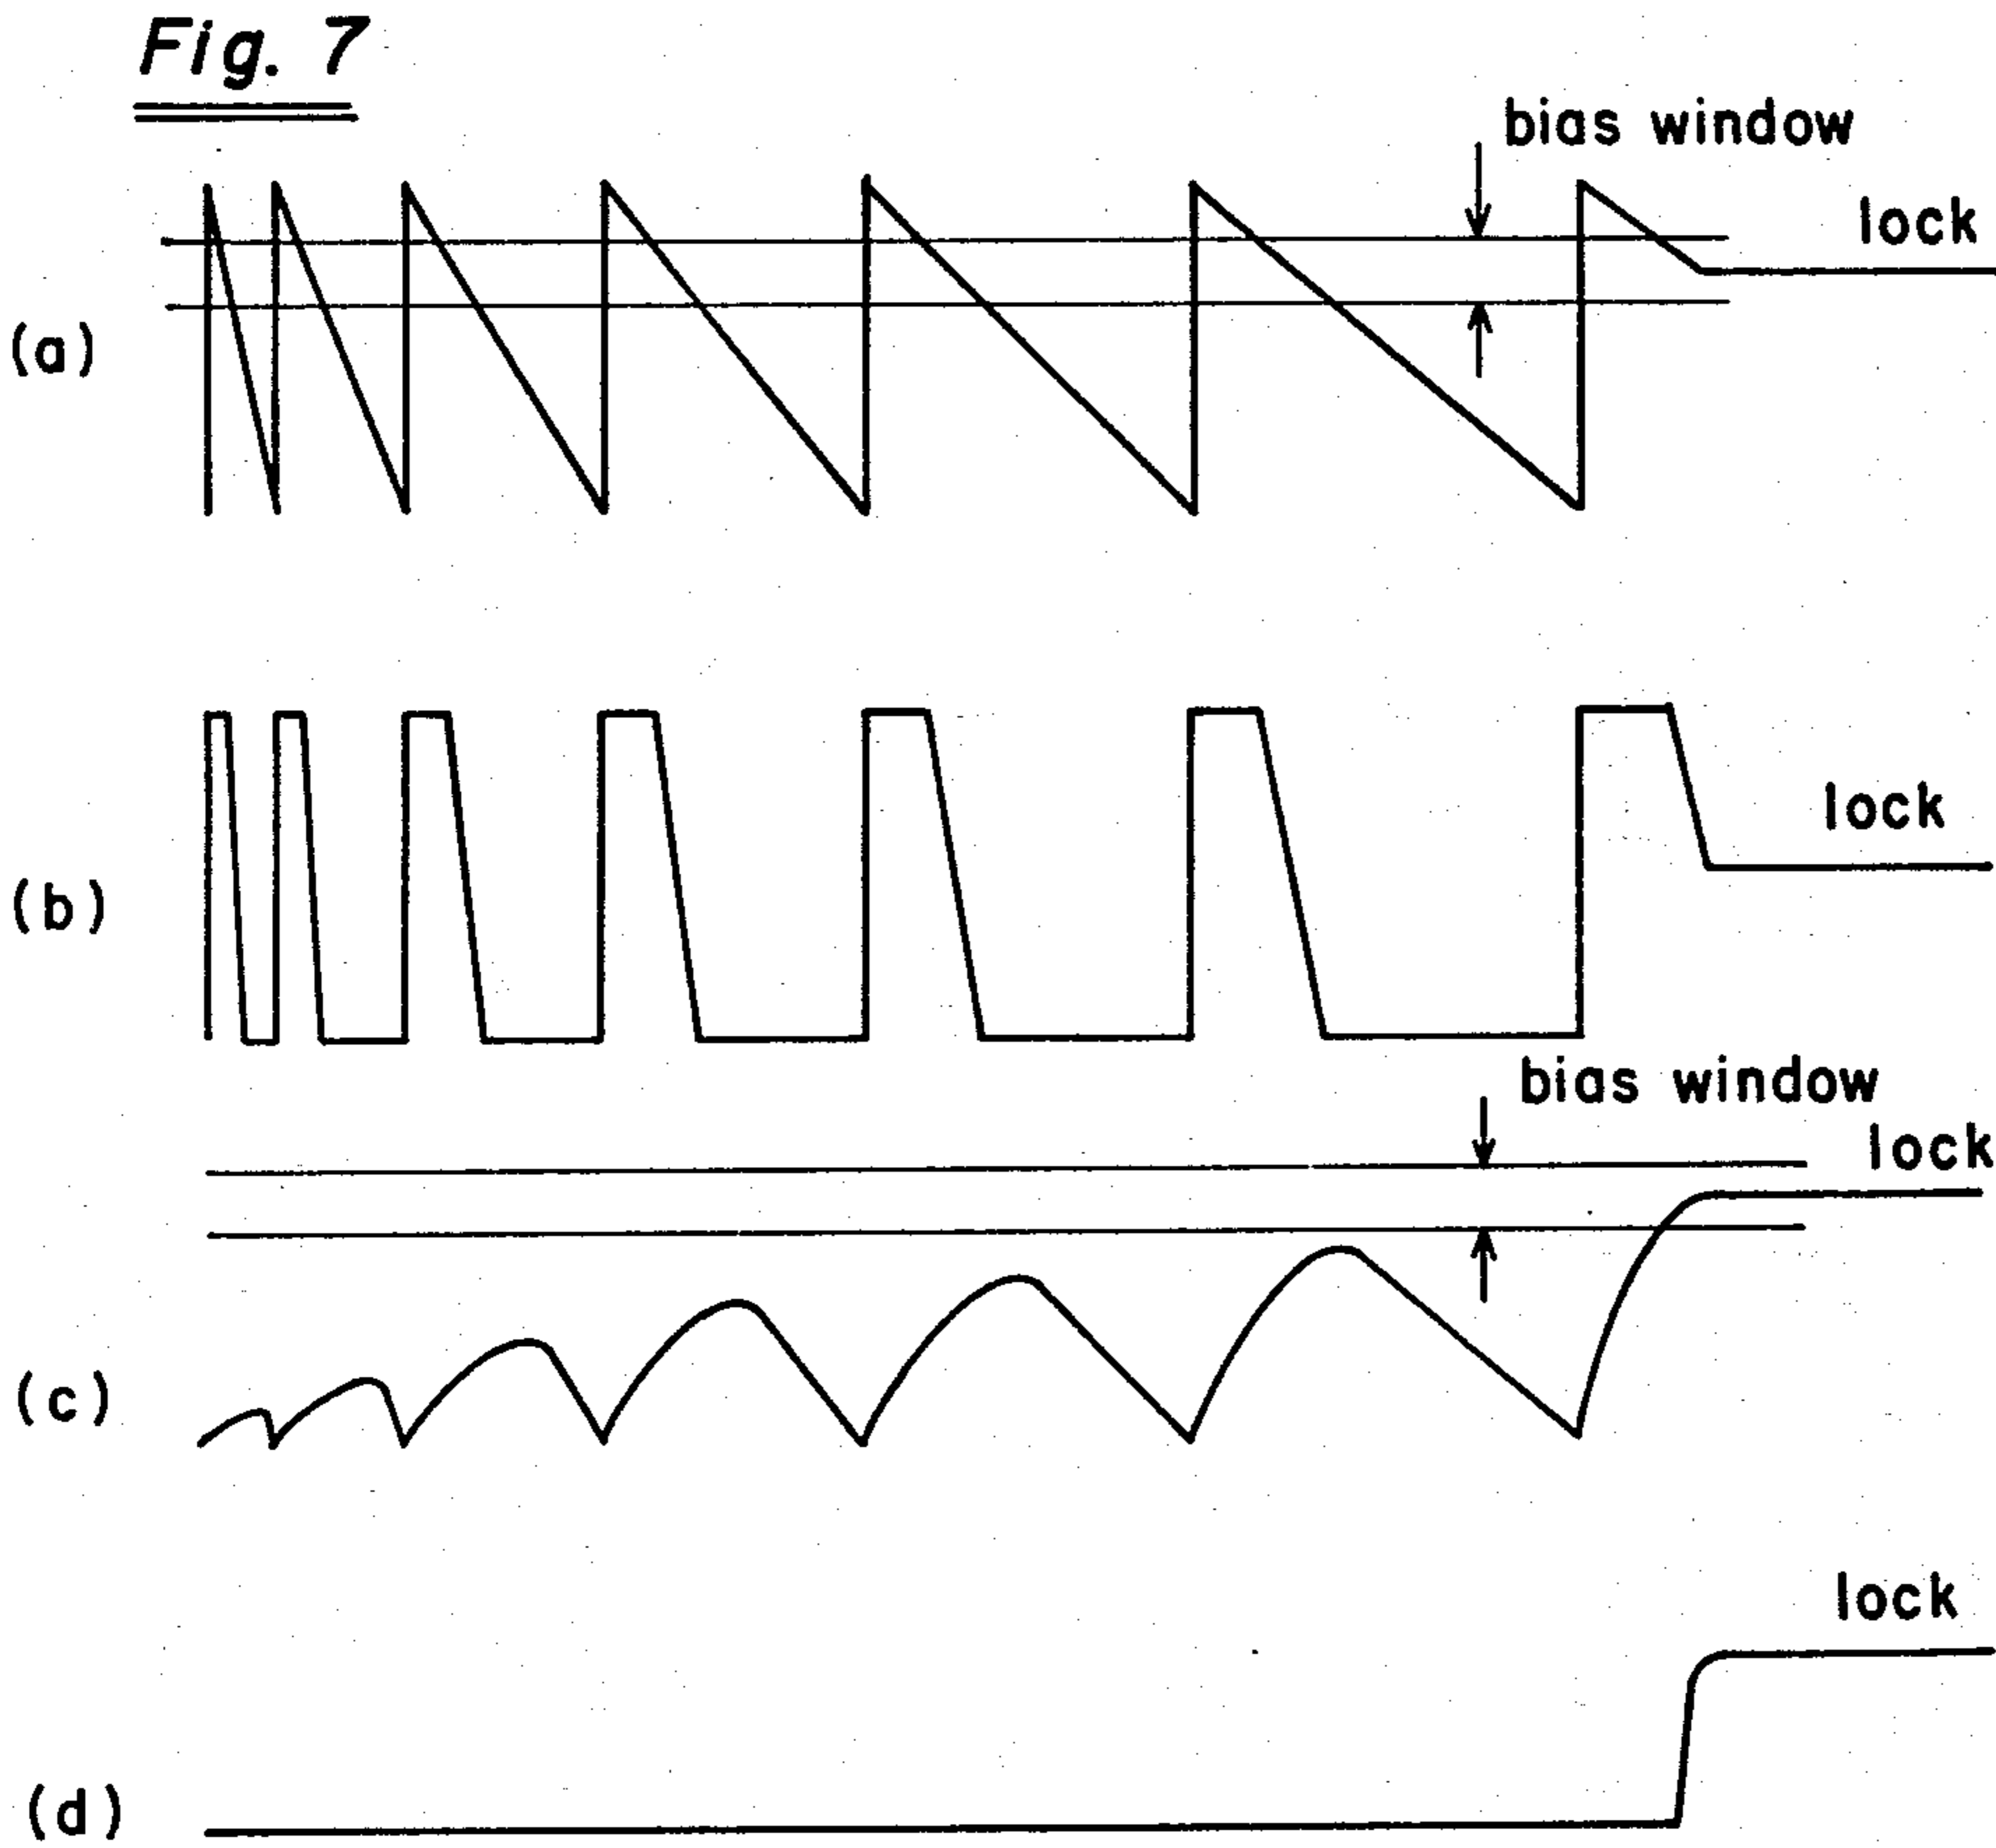 Fig. 7
bias window
lock
(a)
lock
(b)
bias window
lock
(c)
lock
(d)